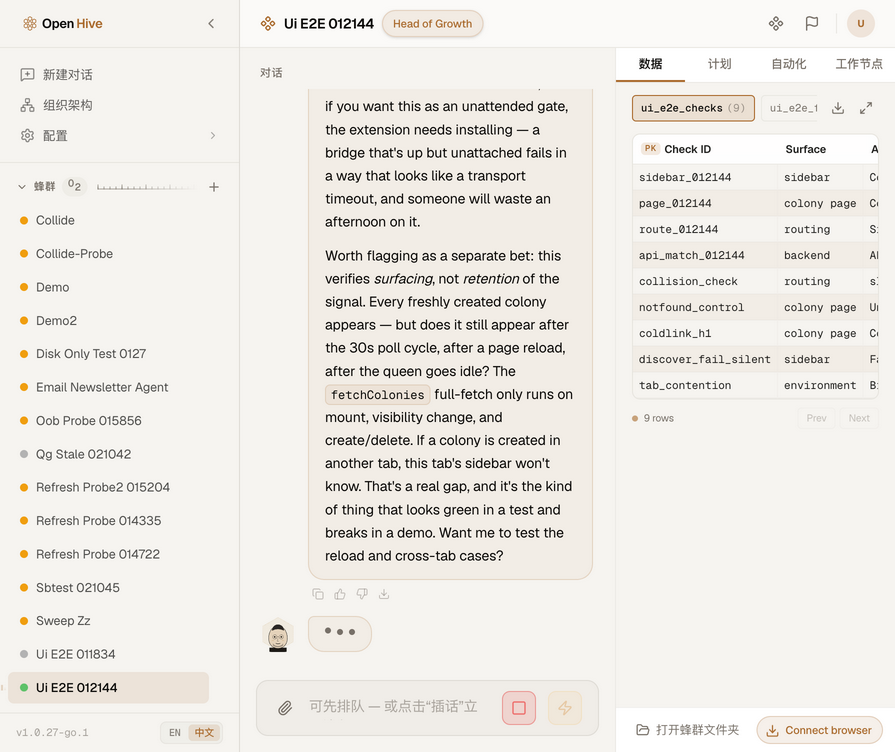 Open Hive
新建对话
组织架构
配置
蜂群 02
Collide
Collide-Probe
Demo
Demo2
Disk Only Test 0127
Email Newsletter Agent
Oob Probe 015856
Qg Stale 021042
Refresh Probe2 015204
Refresh Probe 014335
Refresh Probe 014722
Sbtest 021045
Sweep Zz
Ui E2E 011834
Ui E2E 012144
v1.0.27-go.1
EN 中文
Ui E2E 012144 Head of Growth
U
对话
if you want this as an unattended gate,
the extension needs installing — a
bridge that's up but unattached fails in
a way that looks like a transport
timeout, and someone will waste an
afternoon on it.
Worth flagging as a separate bet: this
verifies surfacing, not retention of the
signal. Every freshly created colony
appears — but does it still appear after
the 30s poll cycle, after a page reload,
after the queen goes idle? The
fetchColonies full-fetch only runs on
mount, visibility change, and
create/delete. If a colony is created in
another tab, this tab's sidebar won't
know. That's a real gap, and it's the kind
of thing that looks green in a test and
breaks in a demo. Want me to test the
reload and cross-tab cases?
可先排队 — 或点击“插话”立
数据 计划 自动化 工作节点
ui_e2e_checks (9) ui_e2e_1
PK Check ID Surface A
sidebar_012144 sidebar
page_012144 colony page
route_012144 routing
api_match_012144 backend
collision_check routing
notfound_control colony page
coldlink_h1 colony page
discover_fail_silent sidebar
tab_contention environment
9 rows Prev Next
打开蜂群文件夹 Connect browser